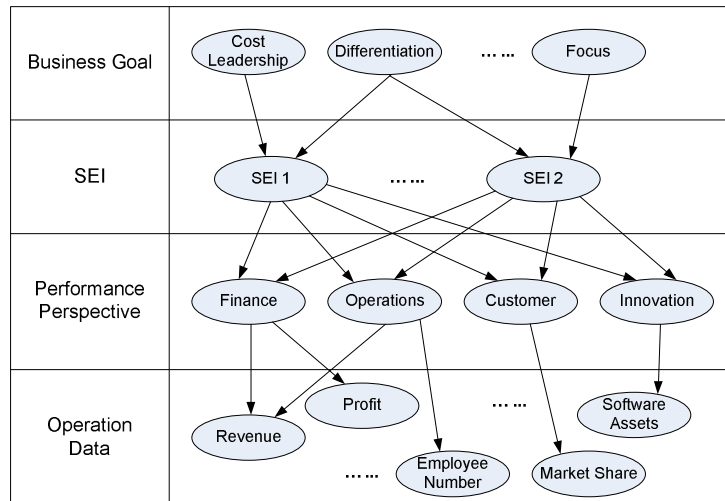 Business Goal
Cost
Leadership
Differentiation
... ...
Focus
SEI
SEI 1
... ...
SEI 2
Performance
Perspective
Finance
Operations
Customer
Innovation
Operation
Data
Revenue
Profit
... ...
Software
Assets
... ...
Employee
Number
Market Share